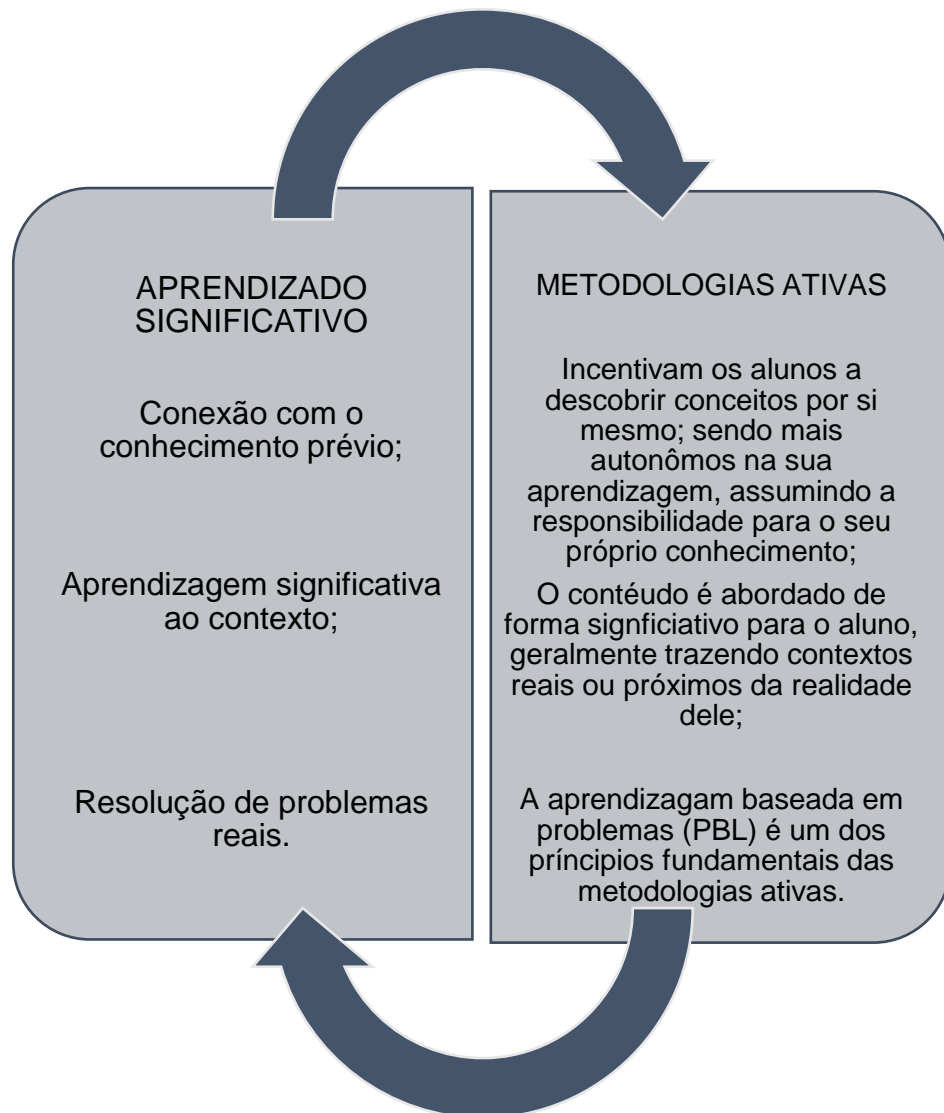 APRENDIZADO
SIGNIFICATIVO
Conexão com o
conhecimento prévio;
Aprendizagem significativa
ao contexto;
Resolução de problemas
reais.
METODOLOGIAS ATIVAS
Incentivam os alunos a
descobrir conceitos por si
mesmo; sendo mais
autonômos na sua
aprendizagem, assumindo a
responsibilidade para o seu
próprio conhecimento;
O contéudo é abordado de
forma signficiativo para o aluno,
geralmente trazendo contextos
reais ou próximos da realidade
dele;
A aprendizagam baseada em
problemas (PBL) é um dos
príncipios fundamentais das
metodologias ativas.